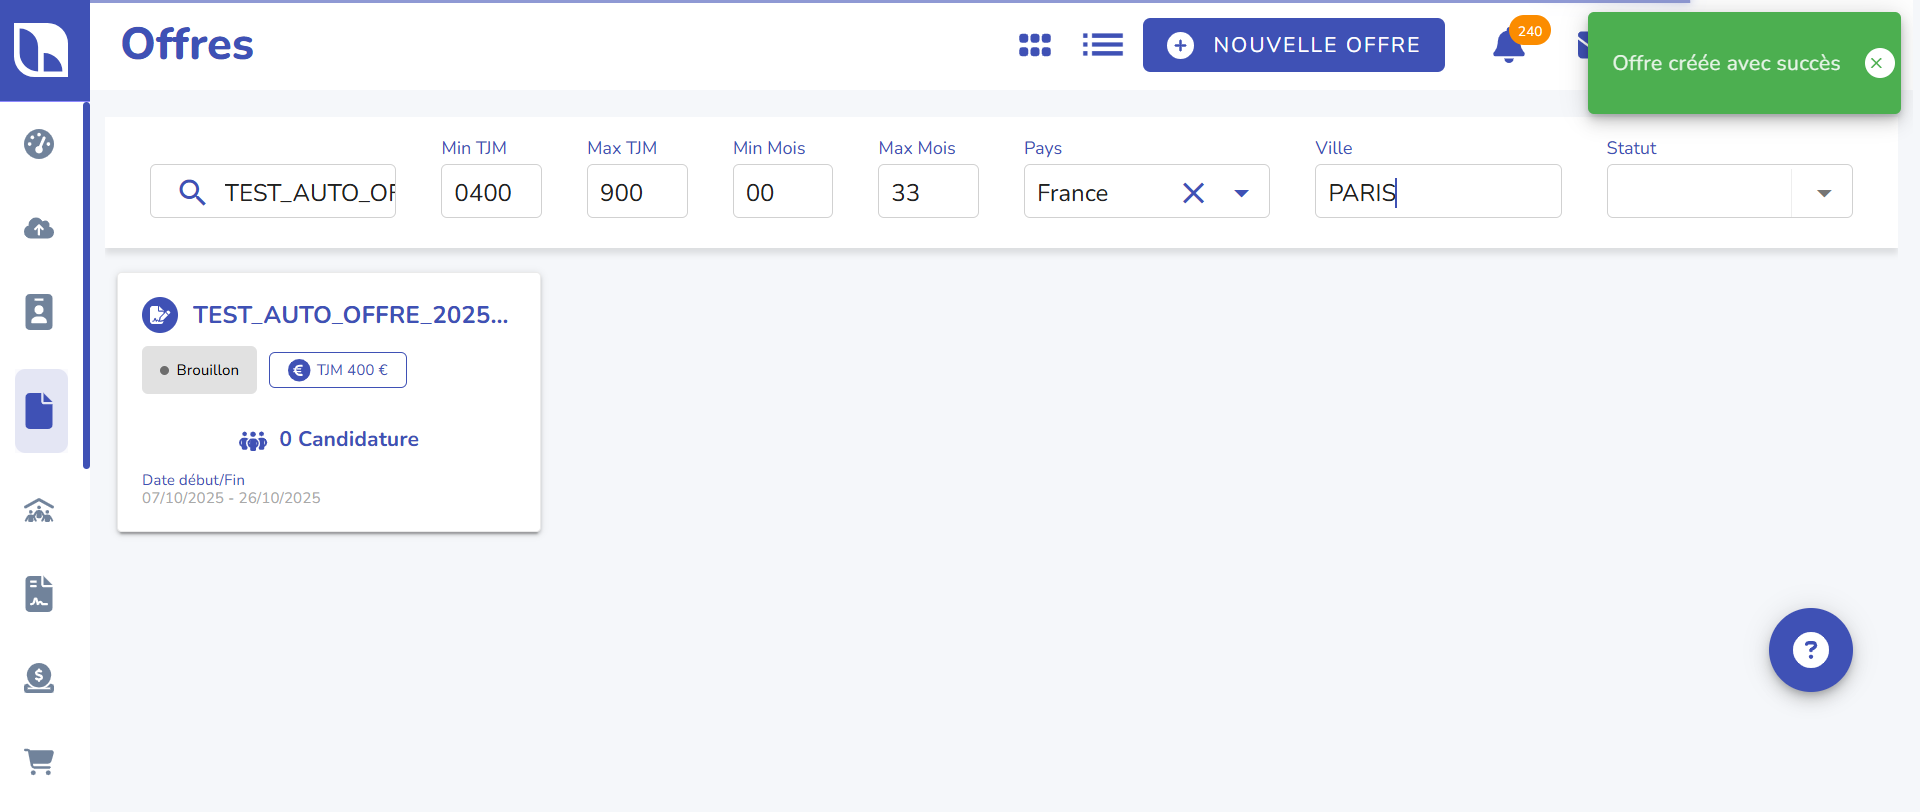 Offres
NOUVELLE OFFRE
240
Offre créée avec succès
Min TJM
Max TJM
Min Mois
Max Mois
Pays
Ville
Statut
TEST_AUTO_OF
0400
900
00
33
France
PARIS
TEST_AUTO_OFFRE_2025...
Brouillon
€ TJM 400 €
0 Candidature
Date début/Fin
07/10/2025 - 26/10/2025
?